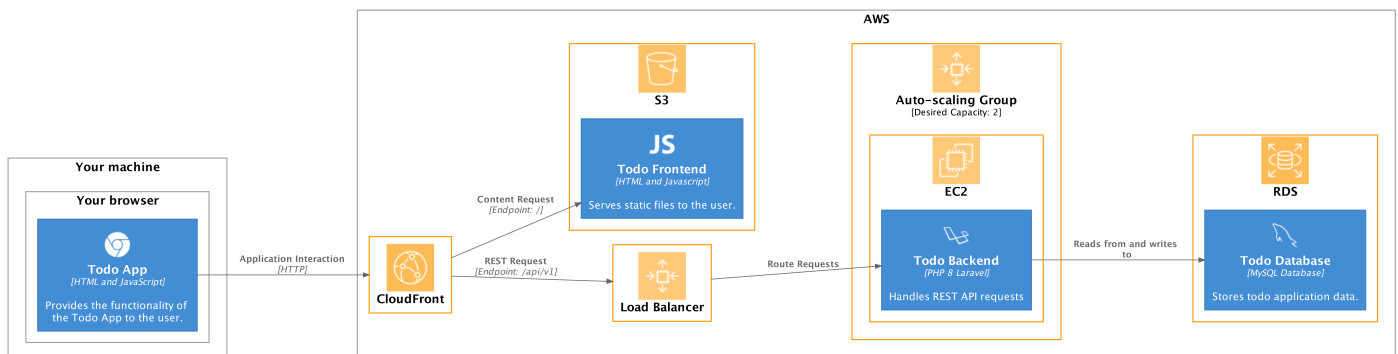 AWS
Your machine
Your browser
Todo App
[HTML and JavaScript]
Provides the functionality of
the Todo App to the user.
Application Interaction
[HTTP]
CloudFront
Content Request
[Endpoint: /]
REST Request
[Endpoint: /api/v1]
S3
JS
Todo Frontend
[HTML and Javascript]
Serves static files to the user.
Load Balancer
Route Requests
Auto-scaling Group
[Desired Capacity: 2]
EC2
Todo Backend
[PHP 8 Laravel]
Handles REST API requests
Reads from and writes
to
RDS
Todo Database
[MySQL Database]
Stores todo application data.